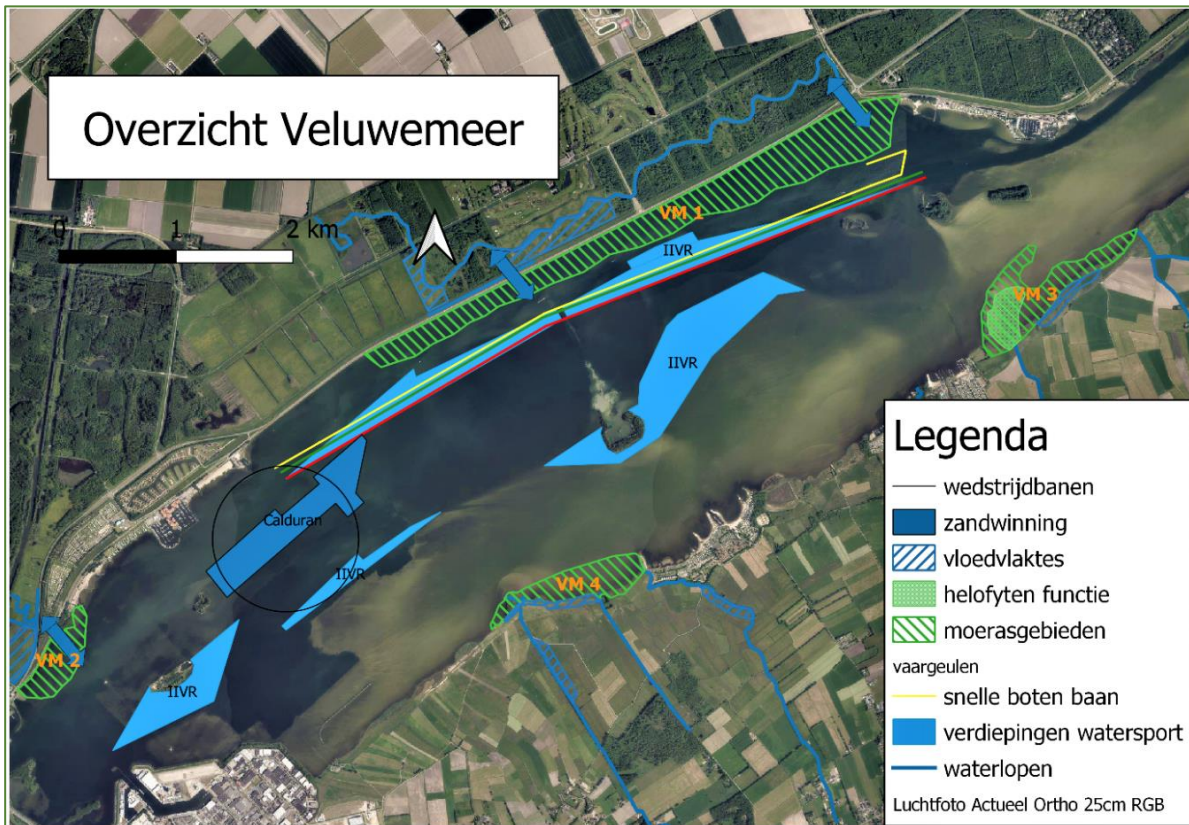 Overzicht Veluwemeer
0 1 2 km
VM 1
IIVR
VM 3
IIVR
Calduran
IIVR
VM 4
VM 2
IIVR
Legenda
wedstrijdbanen
zandwinning
vloedvlaktes
helofyten functie
moerasgebieden
vaargeulen
snelle boten baan
verdiepingen watersport
waterlopen
Luchtfoto Actueel Ortho 25cm RGB